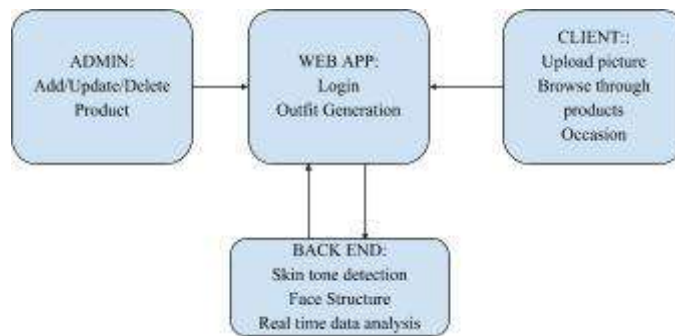 ADMIN:
Add/Update/Delete
Product
WEB APP:
Login
Outfit Generation
CLIENT::
Upload picture
Browse through
products
Occasion
BACK END:
Skin tone detection
Face Structure
Real time data analysis